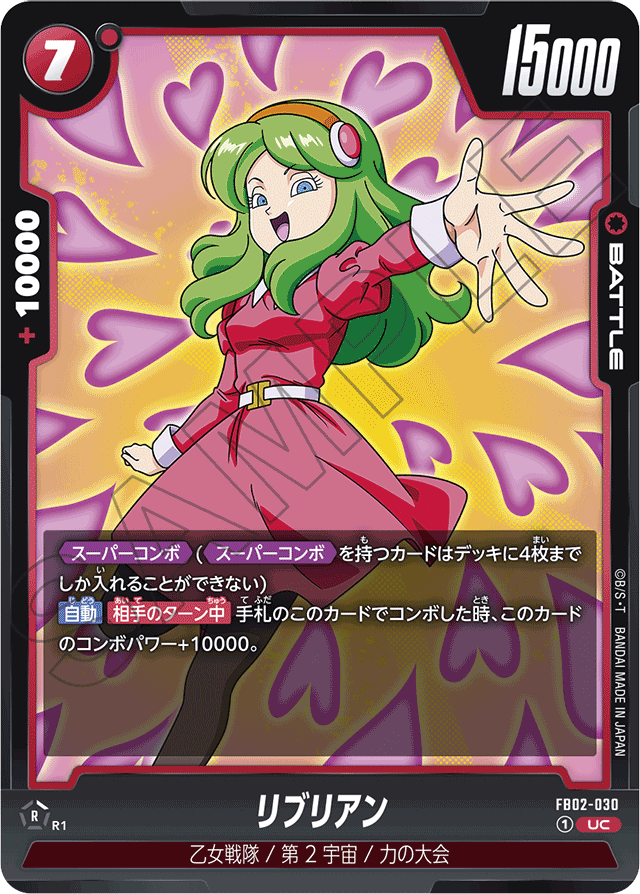 7
15000
+10000
BATTLE
SAMPLE
スーパーコンボ ( スーパーコンボ を持つカードはデッキに4枚まで
しか入れることができない)
自動 相手のターン中 手札のこのカードでコンボした時、このカード
のコンボパワー+10000。
©B/S・T BANDAI MADE IN JAPAN
R R1
リブリアン
FB02-030
1 UC
乙女戦隊 / 第2宇宙 / 力の大会